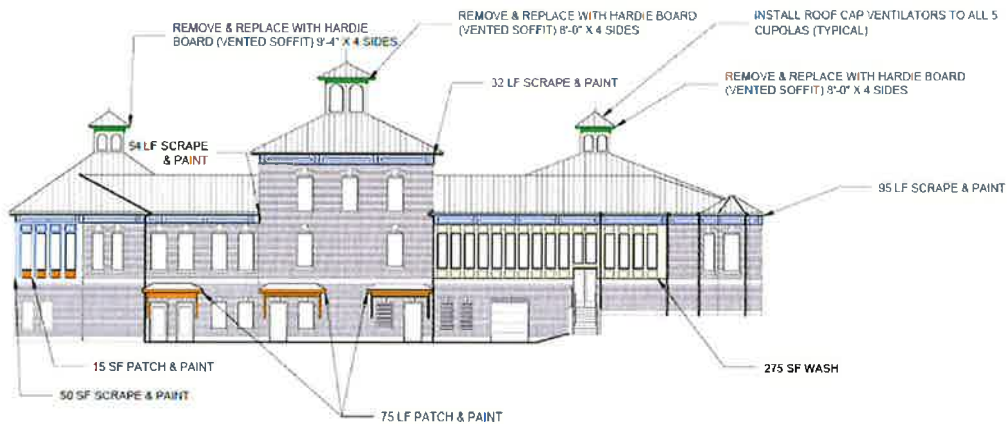 REMOVE & REPLACE WITH HARDIE
BOARD (VENTED SOFFIT) 9'-4" X 4 SIDES
REMOVE & REPLACE WITH HARDIE BOARD
(VENTED SOFFIT) 8'-0" X 4 SIDES
INSTALL ROOF CAP VENTILATORS TO ALL 5
CUPOLAS (TYPICAL)
REMOVE & REPLACE WITH HARDIE BOARD
(VENTED SOFFIT) 8'-0" X 4 SIDES
32 LF SCRAPE & PAINT
54 LF SCRAPE
& PAINT
95 LF SCRAPE & PAINT
15 SF PATCH & PAINT
275 SF WASH
50 SF SCRAPE & PAINT
75 LF PATCH & PAINT